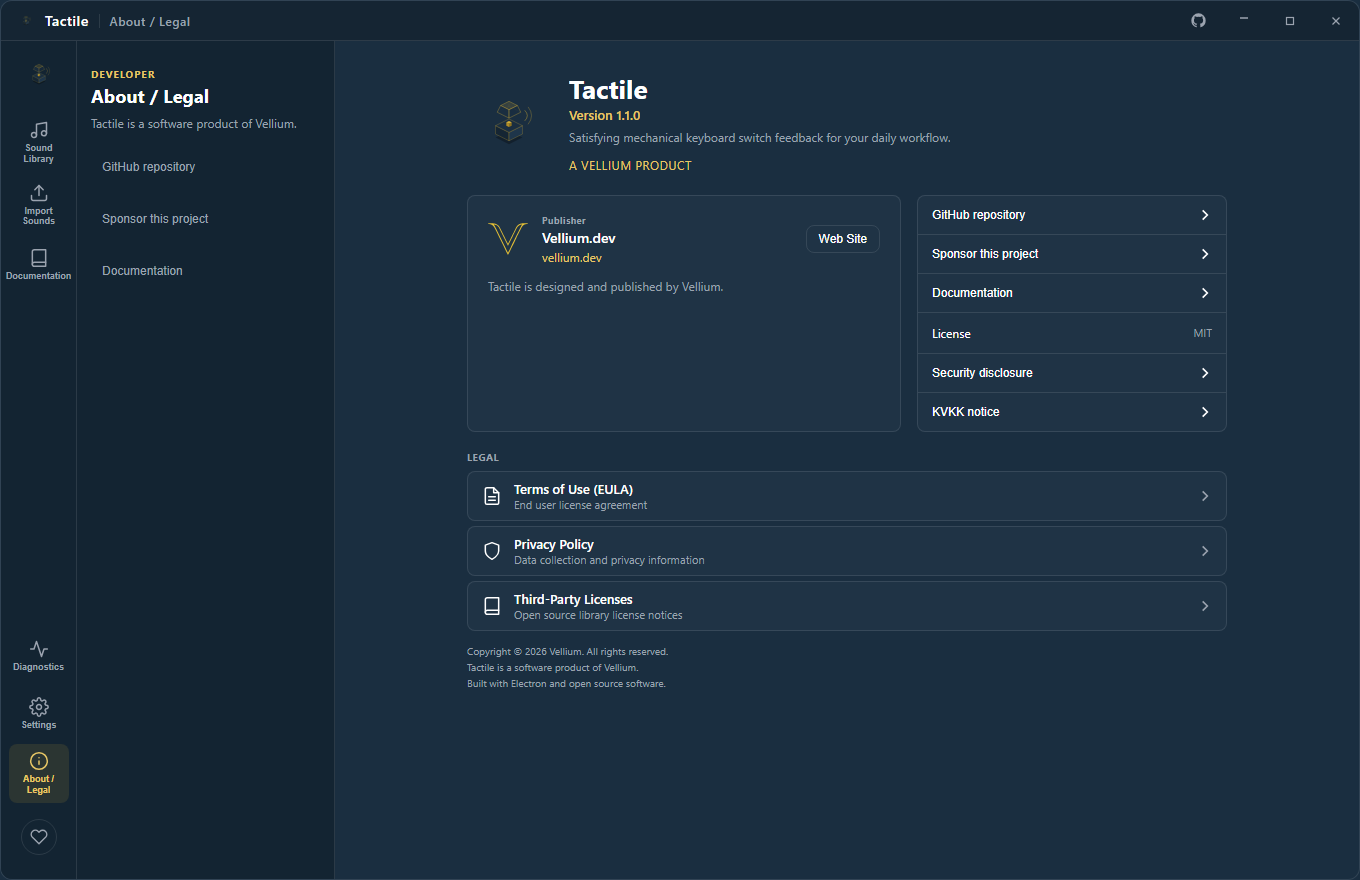 Tactile
About / Legal
Sound
Library
Import
Sounds
Documentation
Diagnostics
Settings
About /
Legal
DEVELOPER
About / Legal
Tactile is a software product of Vellium.
GitHub repository
Sponsor this project
Documentation
Tactile
Version 1.1.0
Satisfying mechanical keyboard switch feedback for your daily workflow.
A VELLIUM PRODUCT
Publisher
Vellium.dev
vellium.dev
Web Site
Tactile is designed and published by Vellium.
GitHub repository
Sponsor this project
Documentation
License MIT
Security disclosure
KVKK notice
LEGAL
Terms of Use (EULA)
End user license agreement
Privacy Policy
Data collection and privacy information
Third-Party Licenses
Open source library license notices
Copyright © 2026 Vellium. All rights reserved.
Tactile is a software product of Vellium.
Built with Electron and open source software.